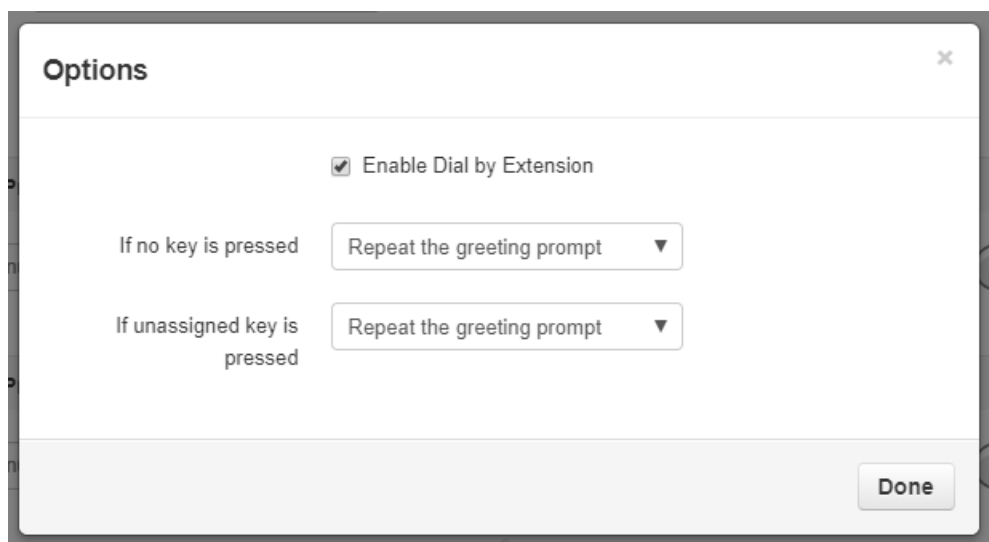 Options
×
Enable Dial by Extension
If no key is pressed
Repeat the greeting prompt
If unassigned key is
pressed
Repeat the greeting prompt
Done